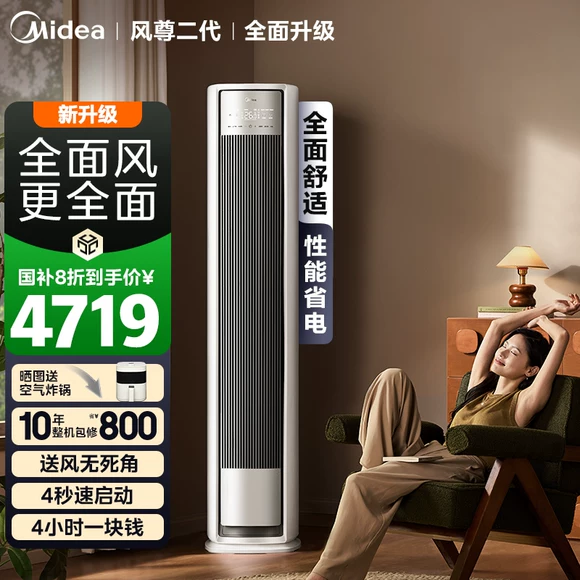 Midea 风尊二代 全面升级
新升级
全面风
更全面
国补8折到手价¥
4719
晒图送
空气炸锅
10年
整机包修
省¥800
送风无死角
4秒速启动
4小时一块钱
全面舒适
性能省电
Midea
26